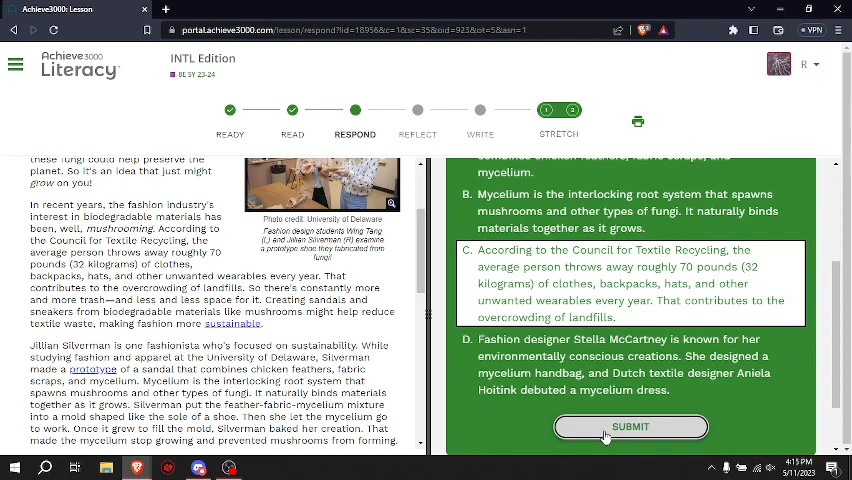 Achieve3000: Lesson
portal.achieve3000.com/lesson/respond?lid=18956&c=1&sc=35&oid=923&ot=5&asn=1
VPN
Achieve3000
Literacy
INTL Edition
8E SY 23-24
R
1
2
READY
READ
RESPOND
REFLECT
WRITE
STRETCH
these fungi could help preserve the
planet. So it's an idea that just might
grow on you!
In recent years, the fashion industry's
interest in biodegradable materials has
been, well, mushrooming. According to
the Council for Textile Recycling, the
average person throws away roughly 70
pounds (32 kilograms) of clothes,
backpacks, hats, and other unwanted wearables every year. That
contributes to the overcrowding of landfills. So there's constantly more
and more trash—and less and less space for it. Creating sandals and
sneakers from biodegradable materials like mushrooms might help reduce
textile waste, making fashion more sustainable.
Photo credit: University of Delaware
Fashion design students Wing Tang
(L) and Jillian Silverman (R) examine
a prototype shoe they fabricated from
fungi!
Jillian Silverman is one fashionista who's focused on sustainability. While
studying fashion and apparel at the University of Delaware, Silverman
made a prototype of a sandal that combines chicken feathers, fabric
scraps, and mycelium. Mycelium is the interlocking root system that
spawns mushrooms and other types of fungi. It naturally binds materials
together as it grows. Silverman put the feather-fabric-mycelium mixture
into a mold shaped like the sole of a shoe. Then she let the mycelium go
to work. Once it grew to fill the mold, Silverman baked her creation. That
made the mycelium stop growing and prevented mushrooms from forming.
combines chicken feathers, fabric scraps, and
mycelium.
B. Mycelium is the interlocking root system that spawns
mushrooms and other types of fungi. It naturally binds
materials together as it grows.
C. According to the Council for Textile Recycling, the
average person throws away roughly 70 pounds (32
kilograms) of clothes, backpacks, hats, and other
unwanted wearables every year. That contributes to the
overcrowding of landfills.
D. Fashion designer Stella McCartney is known for her
environmentally conscious creations. She designed a
mycelium handbag, and Dutch textile designer Aniela
Hoitink debuted a mycelium dress.
SUBMIT
4:15 PM
5/11/2023